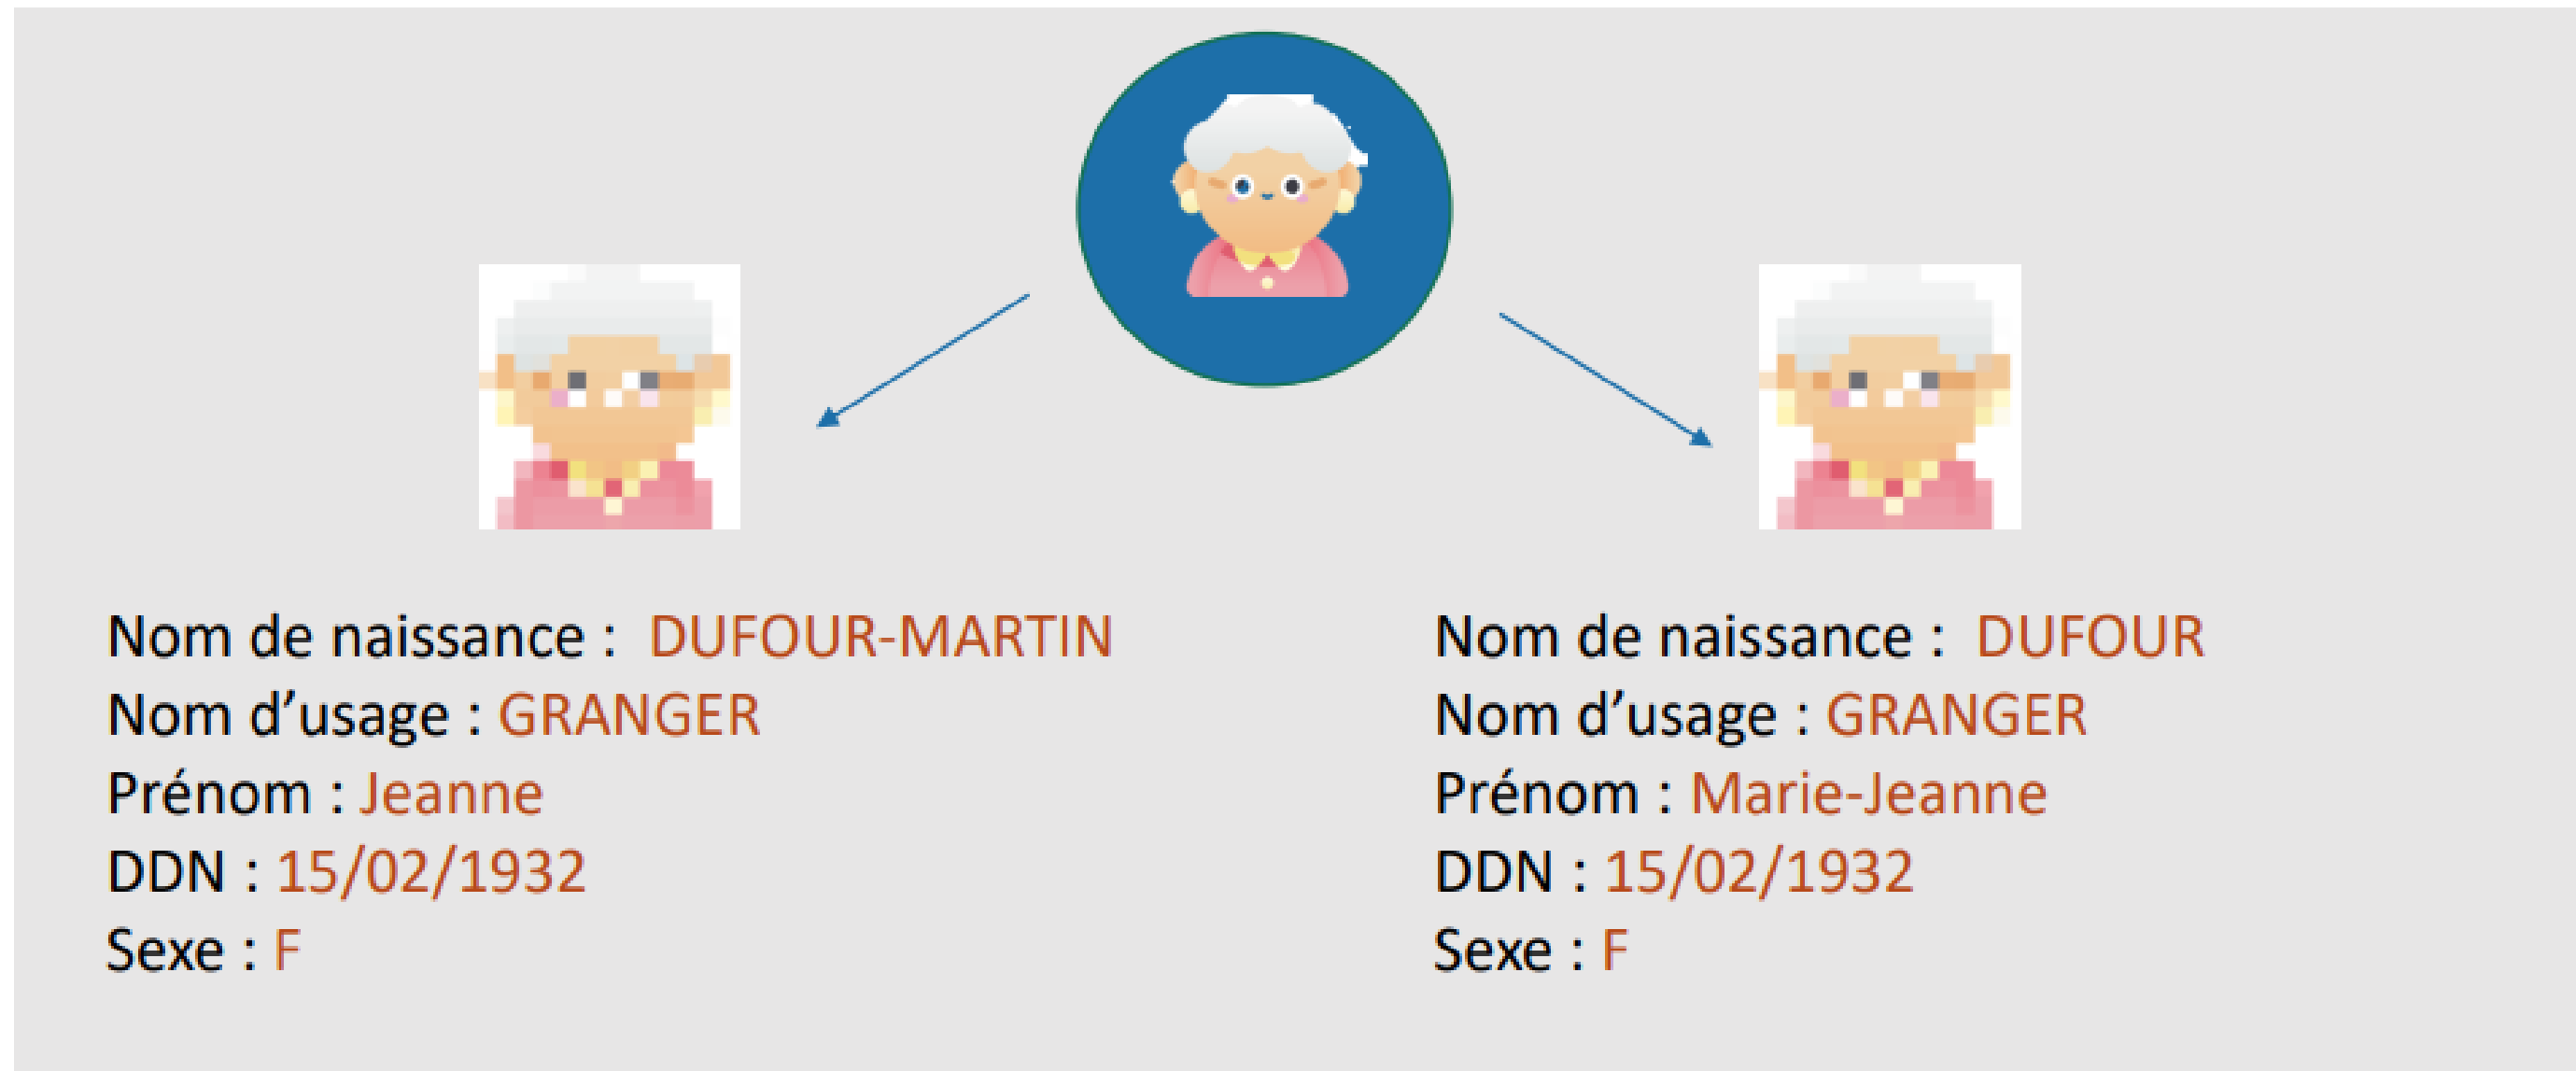 Nom de naissance : DUFOUR-MARTIN
Nom d’usage : GRANGER
Prénom : Jeanne
DDN : 15/02/1932
Sexe : F
Nom de naissance : DUFOUR
Nom d’usage : GRANGER
Prénom : Marie-Jeanne
DDN : 15/02/1932
Sexe : F